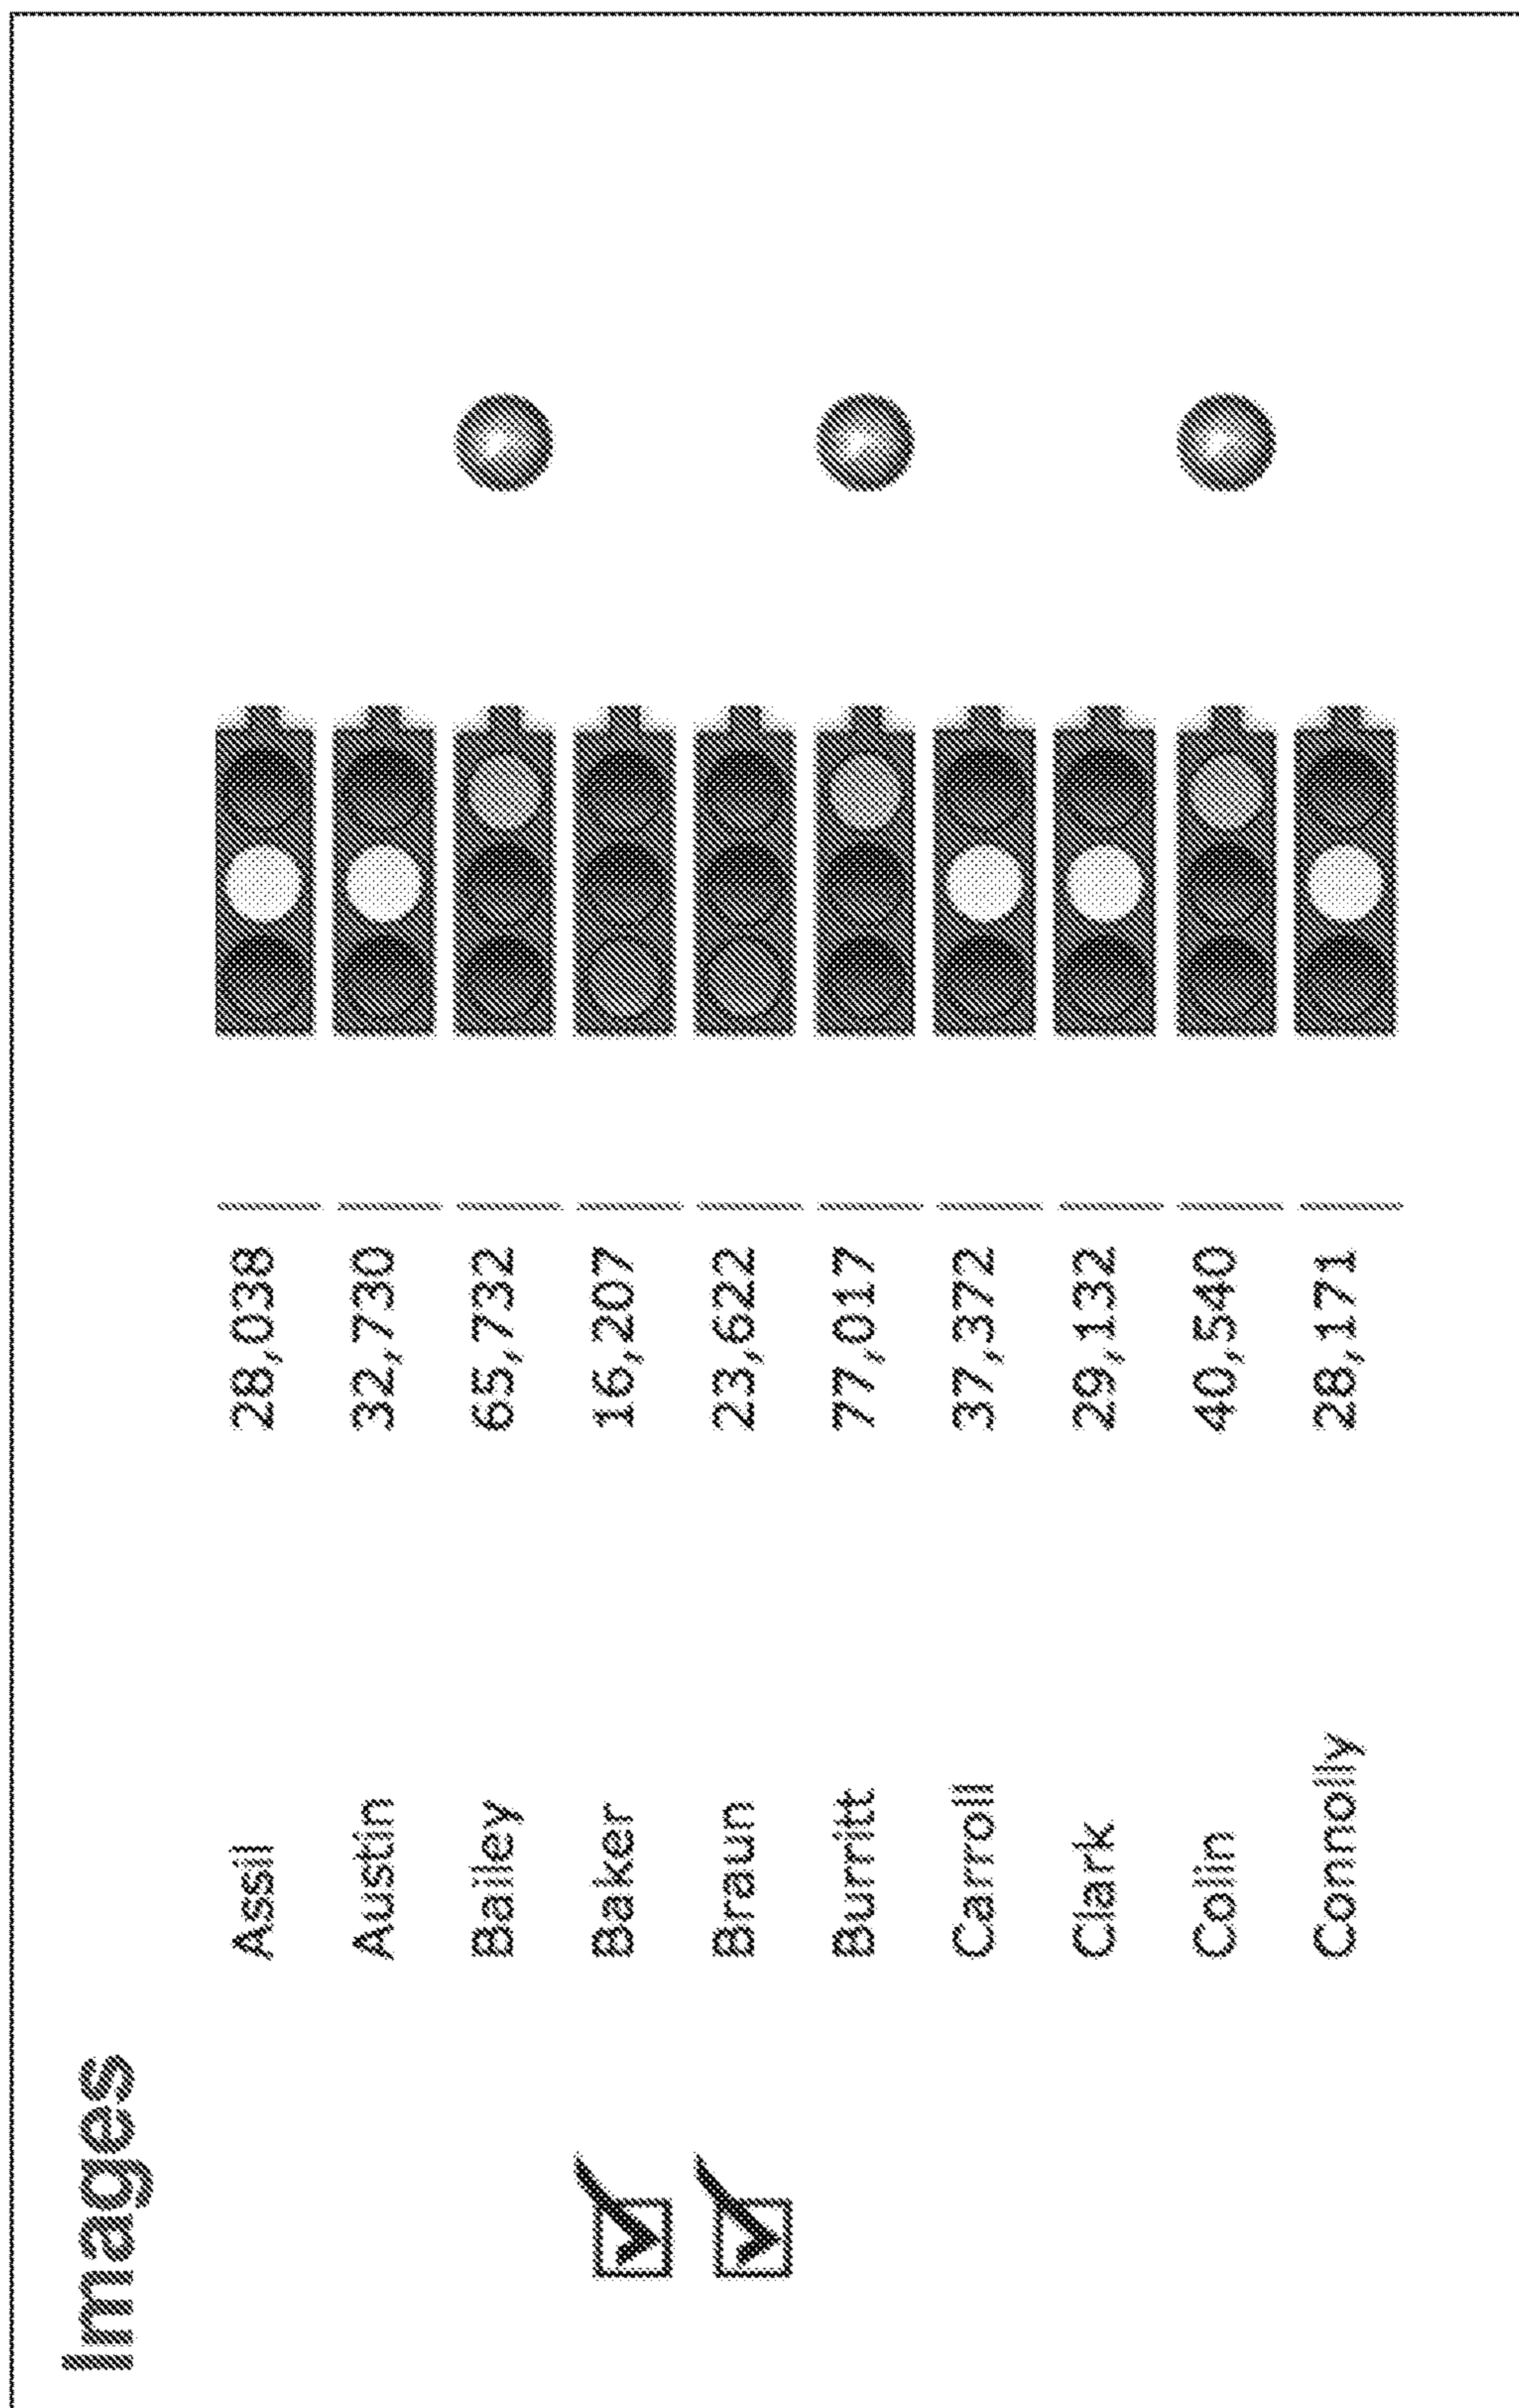 Images
Assil 28,038
Austin 32,730
Bailey 65,732
Baker 16,207
Braun 23,622
Burritt 77,017
Carroll 37,372
Clark 29,132
Colin 40,540
Connolly 28,171